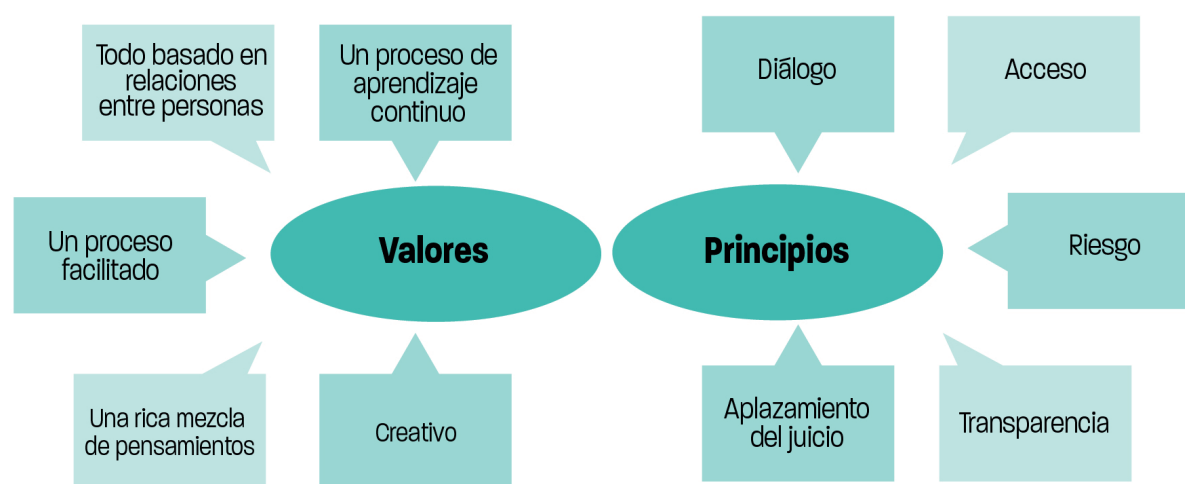 Todo basado en
relaciones
entre personas
Un proceso de
aprendizaje
continuo
Un proceso
facilitado
Valores
Una rica mezcla
de pensamientos
Creativo
Diálogo
Acceso
Principios
Riesgo
Aplazamiento
del juicio
Transparencia